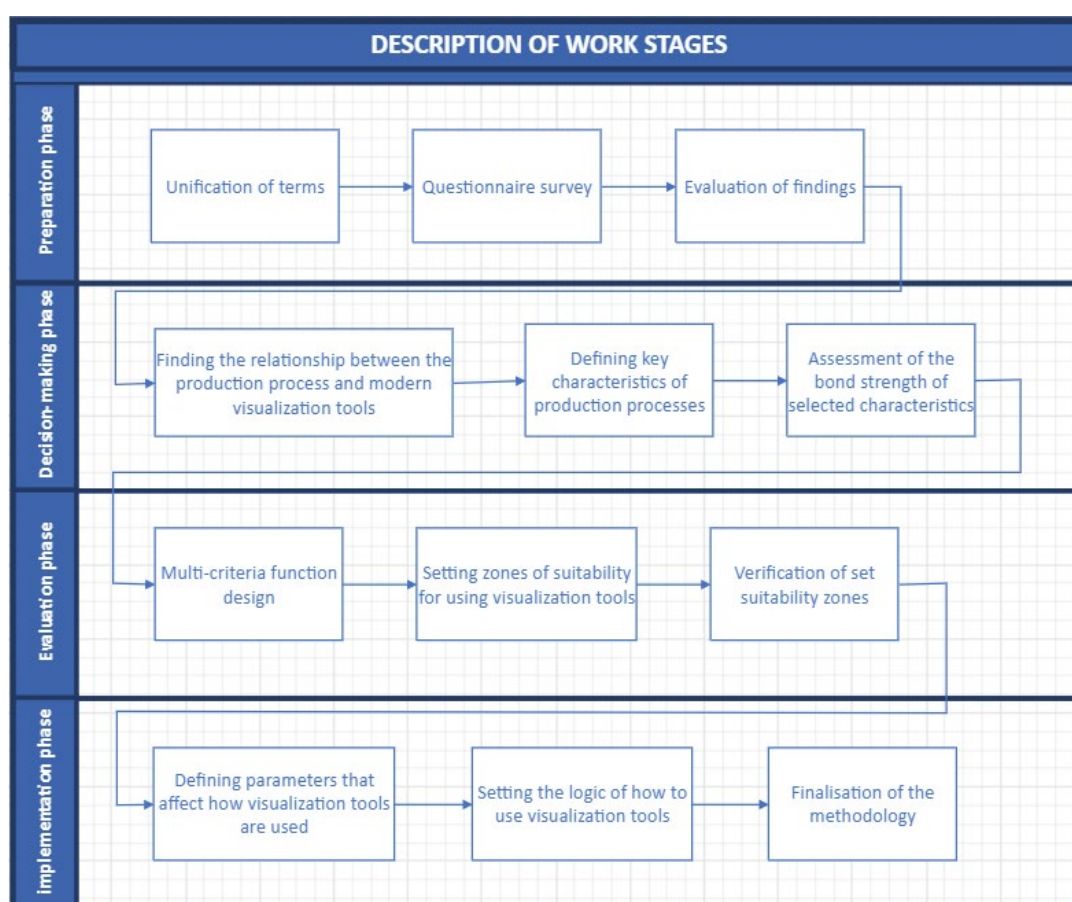 DESCRIPTION OF WORK STAGES
Preparation phase
Unification of terms
Questionnaire survey
Evaluation of findings
Decision-making phase
Finding the relationship between the
production process and modern
visualization tools
Defining key
characteristics of
production processes
Assessment of the
bond strength of
selected characteristics
Evaluation phase
Multi-criteria function
design
Setting zones of suitability
for using visualization tools
Verification of set
suitability zones
implementation phase
Defining parameters that
affect how visualization tools
are used
Setting the logic of how to
use visualization tools
Finalisation of the
methodology